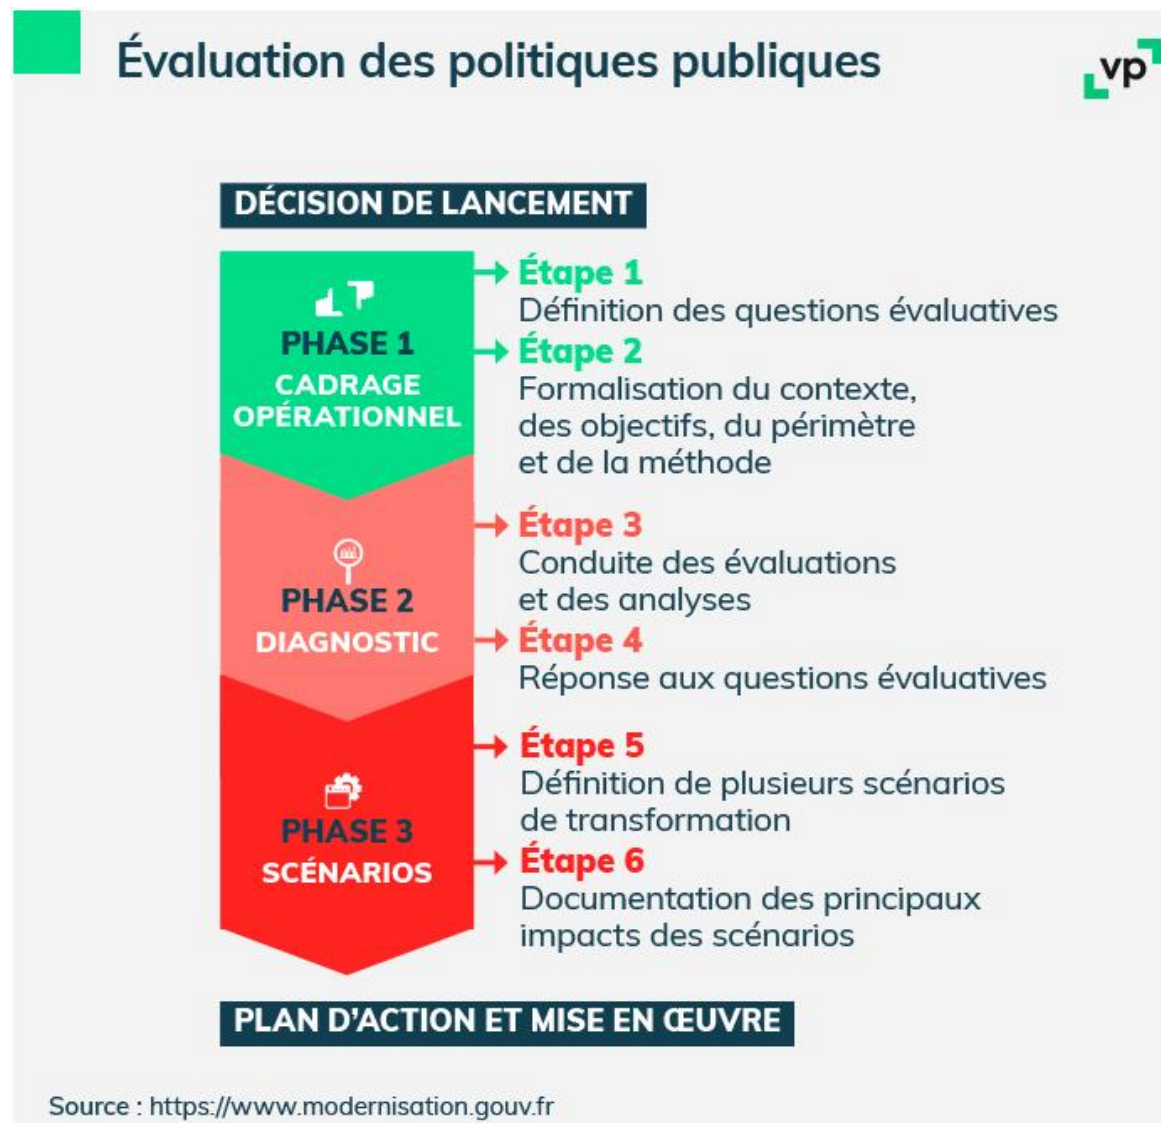 Évaluation des politiques publiques
vp
DÉCISION DE LANCEMENT
PHASE 1
CADRAGE
OPÉRATIONNEL
Étape 1
Définition des questions évaluatives
Étape 2
Formalisation du contexte,
des objectifs, du périmètre
et de la méthode
PHASE 2
DIAGNOSTIC
Étape 3
Conduite des évaluations
et des analyses
Étape 4
Réponse aux questions évaluatives
PHASE 3
SCÉNARIOS
Étape 5
Définition de plusieurs scénarios
de transformation
Étape 6
Documentation des principaux
impacts des scénarios
PLAN D’ACTION ET MISE EN ŒUVRE
Source : https://www.modernisation.gouv.fr